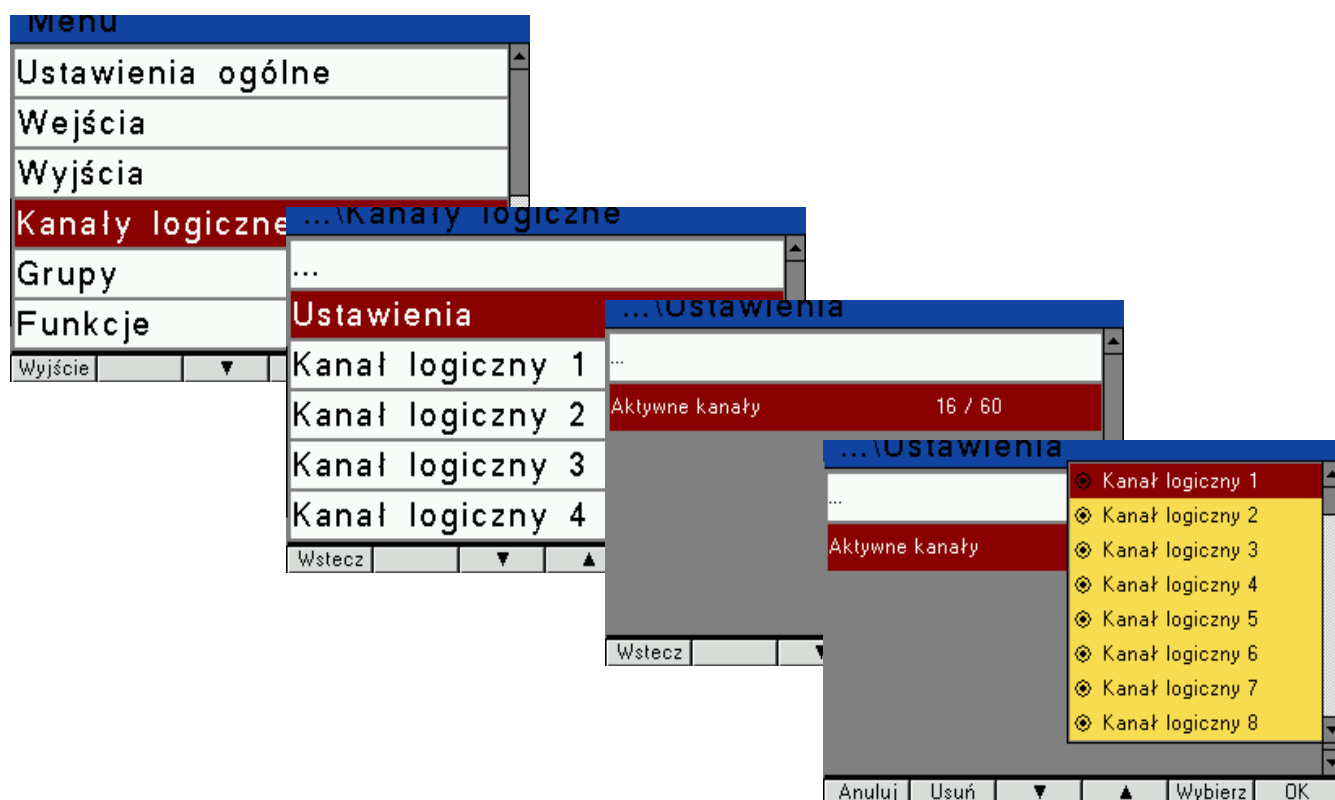 Menu
Ustawienia ogólne
Wejścia
Wyjścia
Kanały logiczne
Grupy
Funkcje
Wyjście ▼
...\Kanały logiczne
...
Ustawienia
Kanał logiczny 1
Kanał logiczny 2
Kanał logiczny 3
Kanał logiczny 4
Wstecz ▼ ▲
...\Ustawienia
...
Aktywne kanały 16 / 60
Wstecz ▼
...\Ustawienia
...
Aktywne kanały
Kanał logiczny 1
Kanał logiczny 2
Kanał logiczny 3
Kanał logiczny 4
Kanał logiczny 5
Kanał logiczny 6
Kanał logiczny 7
Kanał logiczny 8
Anuluj Usuń ▼ ▲ Wybierz OK